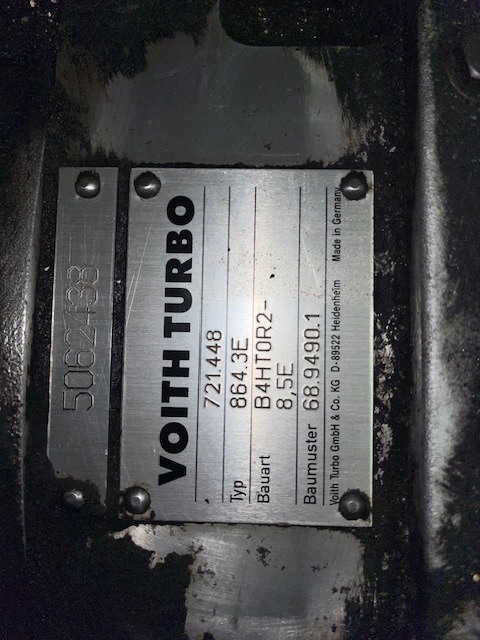 5062438
VOITH TURBO
721.448
Typ 864.3E
Bauart B4HT0R2-
8,5E
Baumuster 68.9490.1
Voith Turbo GmbH & Co. KG D-89522 Heidenheim Made in Germany